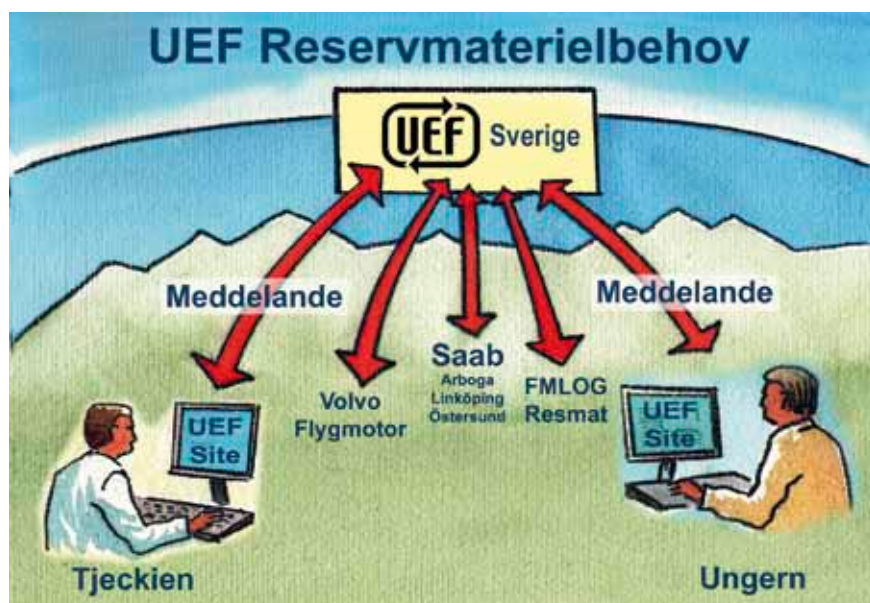 UEF Reservmaterielbehov
UEF Sverige
Meddelande
Meddelande
Volvo
Flygmotor
Saab
Arboga
Linköping
Östersund
FMLOG
Resmat
UEF
Site
UEF
Site
Tjeckien
Ungern